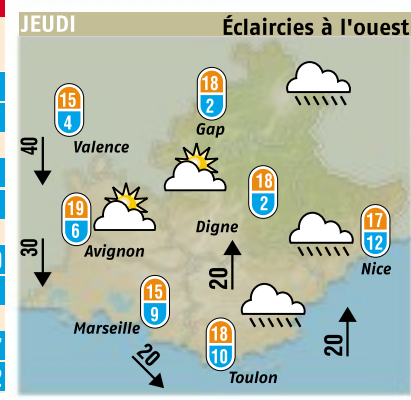 JEUDI
Éclaircies à l'ouest
18
2
Gap
15
4
Valence
40
18
2
Digne
19
6
Avignon
17
12
Nice
30
20
15
9
Marseille
20
18
10
Toulon
20